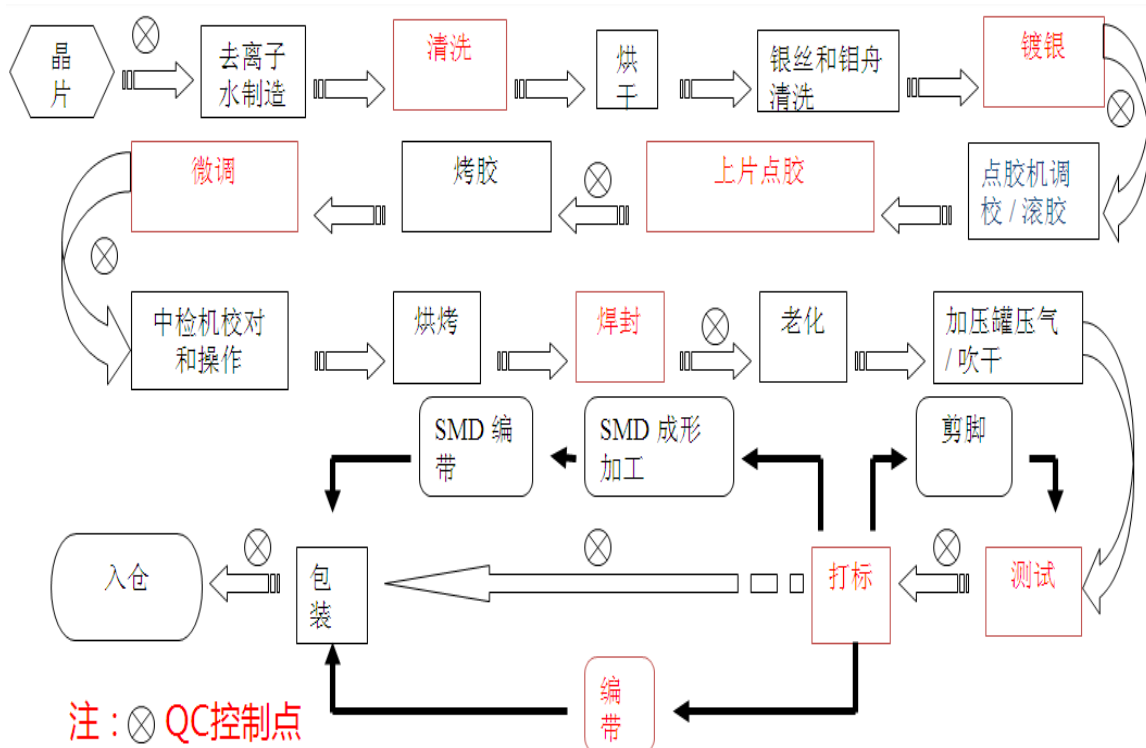 晶
片
去离子
水制造
清洗
烘
干
银丝和钼舟
清洗
镀银
微调
烤胶
上片点胶
点胶机调
校 / 滚胶
中检机校对
和操作
烘烤
焊封
老化
加压罐压气
/ 吹干
SMD 编
带
SMD 成形
加工
剪脚
入仓
包
装
打标
测试
编
带
注：⊗ QC控制点